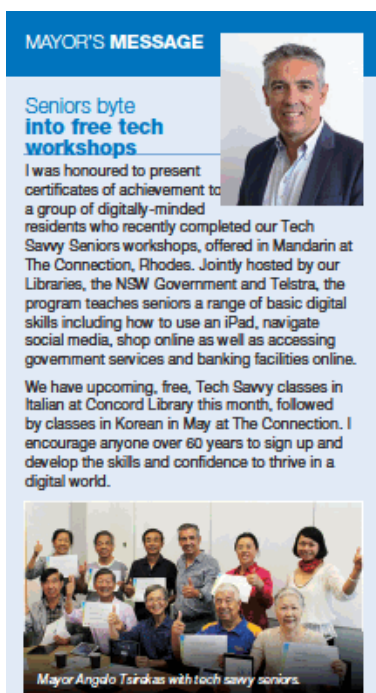 MAYOR'S MESSAGE
Seniors byte
into free tech
workshops
I was honoured to present
certificates of achievement to
a group of digitally-minded
residents who recently completed our Tech
Savvy Seniors workshops, offered in Mandarin at
The Connection, Rhodes. Jointly hosted by our
Libraries, the NSW Government and Telstra, the
program teaches seniors a range of basic digital
skills including how to use an iPad, navigate
social media, shop online as well as accessing
government services and banking facilities online.
We have upcoming, free, Tech Savvy classes in
Italian at Concord Library this month, followed
by classes in Korean in May at The Connection. I
encourage anyone over 60 years to sign up and
develop the skills and confidence to thrive in a
digital world.
Mayor Angelo Tsirekas with tech savvy seniors.